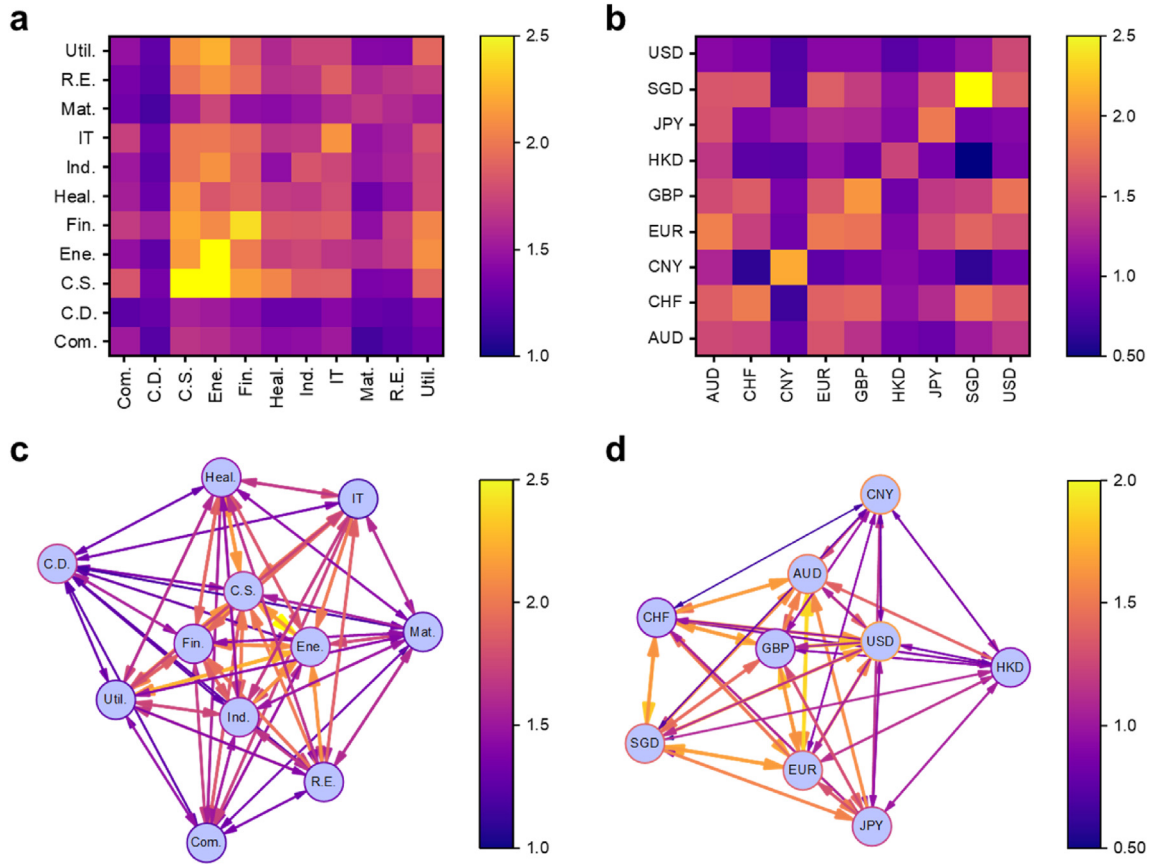 a
b
Util.
R.E.
Mat.
IT
Ind.
Heal.
Fin.
Ene.
C.S.
C.D.
Com.
Com.
C.D.
C.S.
Ene.
Fin.
Heal.
Ind.
IT
Mat.
R.E.
Util.
2.5
2.0
1.5
1.0
USD
SGD
JPY
HKD
GBP
EUR
CNY
CHF
AUD
AUD
CHF
CNY
EUR
GBP
HKD
JPY
SGD
USD
2.5
2.0
1.5
1.0
0.50
c
d
Heal.
IT
C.D.
C.S.
Mat.
Fin.
Ene.
Util.
Ind.
R.E.
Com.
2.5
2.0
1.5
1.0
CNY
AUD
CHF
USD
GBP
HKD
SGD
EUR
JPY
2.0
1.5
1.0
0.50